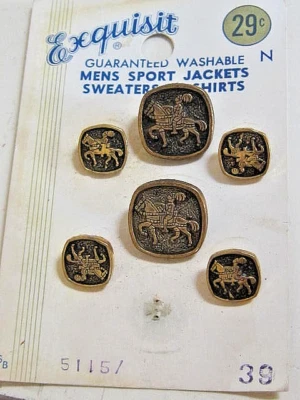 Exquisit
29¢
GUARANTEED WASHABLE N
MENS SPORT JACKETS
SWEATERS SHIRTS
B
5115/ 39